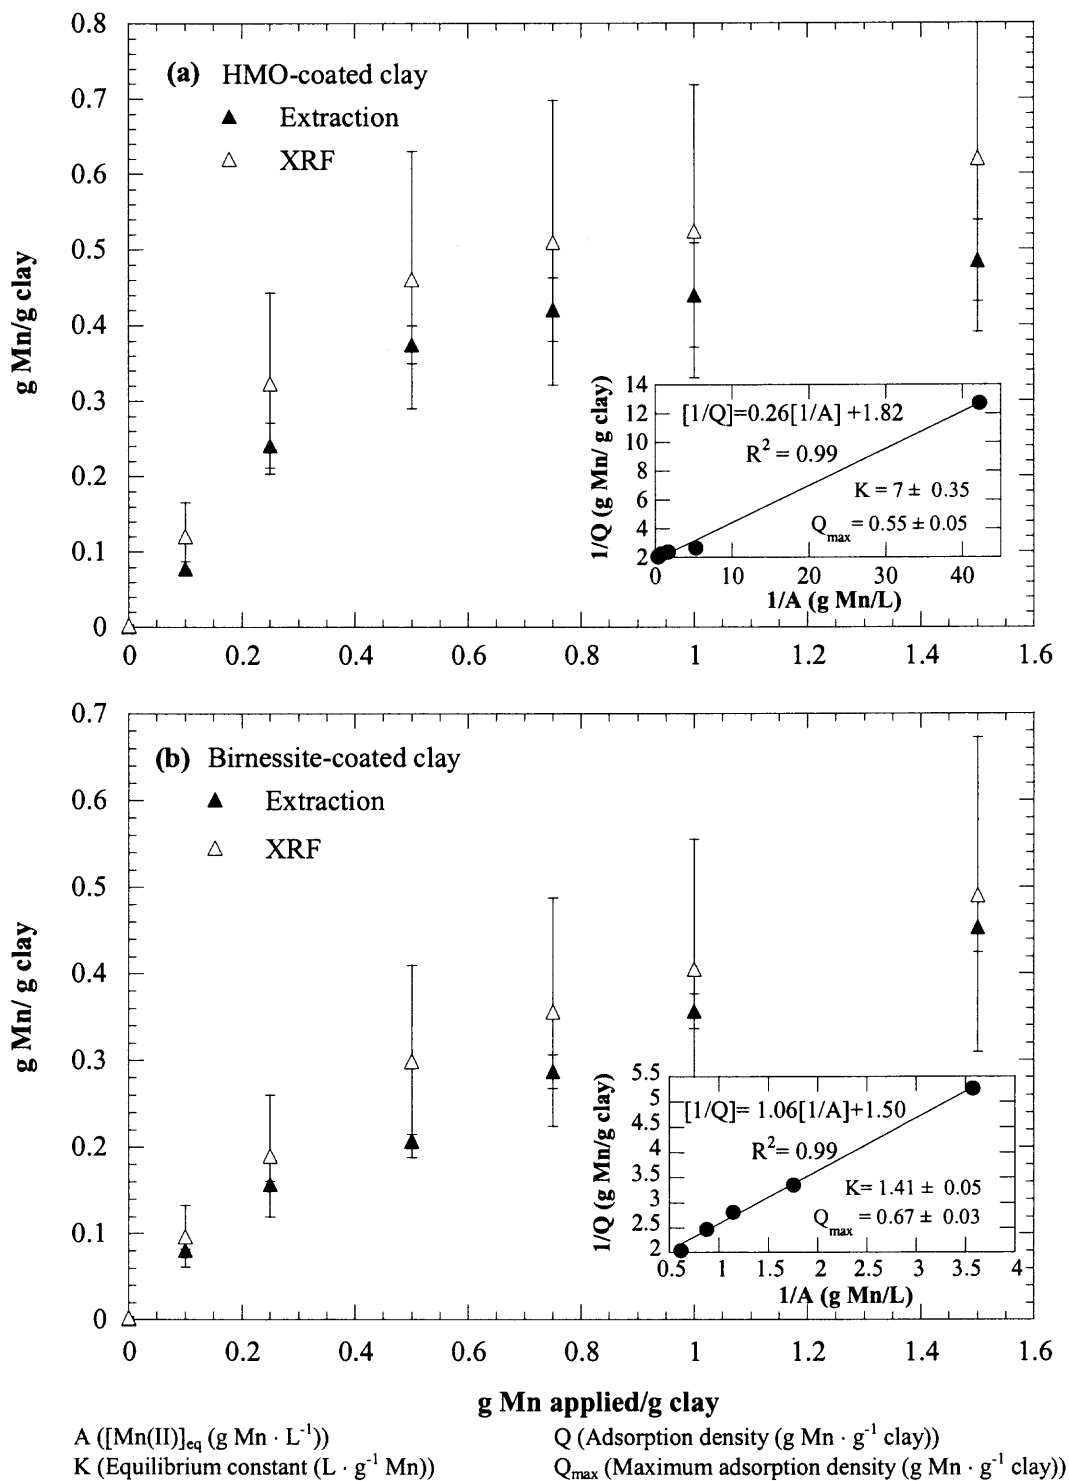 0.8
(a) HMO-coated clay
0.7
▲ Extraction
△ XRF
0.6
0.5
g Mn/g clay
0.4
0.3
0.2
0.1
0
1/Q (g Mn/ g clay)
14
12
10
8
6
4
2
[1/Q]=0.26[1/A] +1.82
R² = 0.99
K = 7 ± 0.35
Qmax = 0.55 ± 0.05
0 10 20 30 40
1/A (g Mn/L)
0 0.2 0.4 0.6 0.8 1 1.2 1.4 1.6
0.7
(b) Birnessite-coated clay
▲ Extraction
0.6
△ XRF
0.5
g Mn/ g clay
0.4
0.3
0.2
0.1
0
1/Q (g Mn/g clay)
5.5
5
4.5
3.5
3
2.5
2
[1/Q]= 1.06[1/A]+1.50
R²= 0.99
K= 1.41 ± 0.05
Qmax = 0.67 ± 0.03
0.5 1 1.5 2 2.5 3 3.5 4
1/A (g Mn/L)
0 0.2 0.4 0.6 0.8 1 1.2 1.4 1.6
g Mn applied/g clay
A ([Mn(II)]eq (g Mn · L⁻¹)) Q (Adsorption density (g Mn · g⁻¹ clay))
K (Equilibrium constant (L · g⁻¹ Mn)) Qmax (Maximum adsorption density (g Mn · g⁻¹ clay))